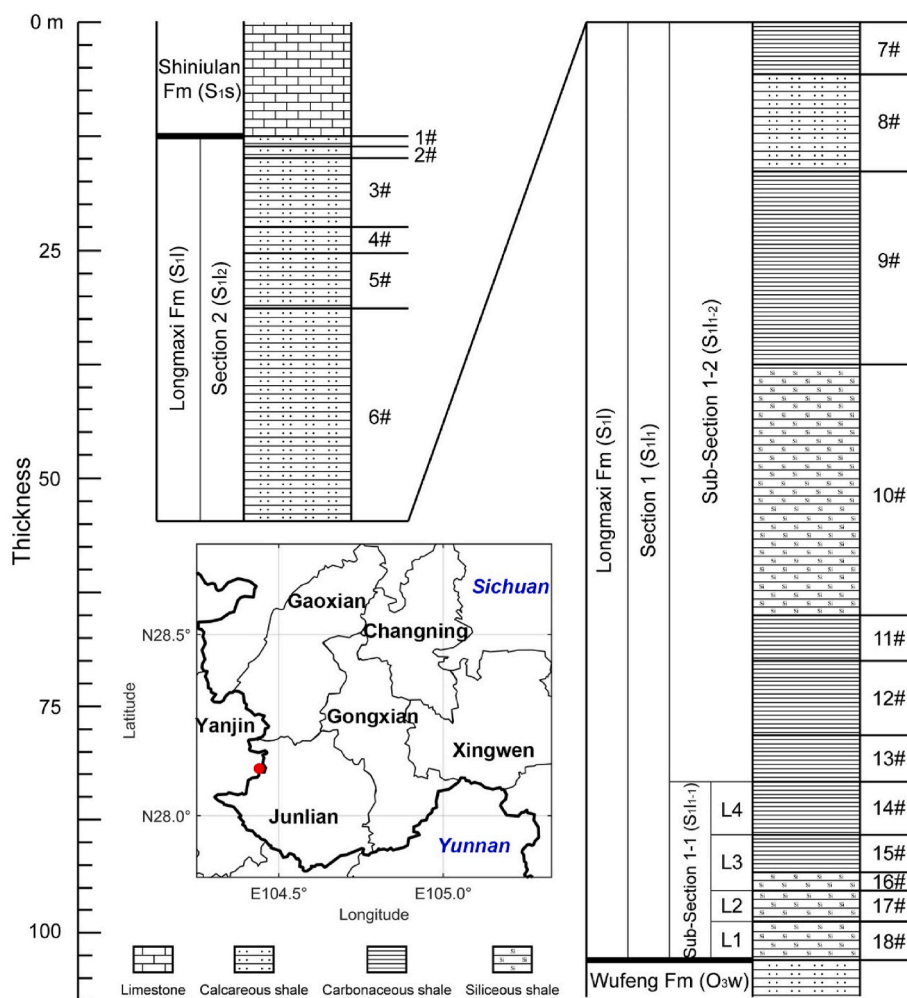 0 m
25
50
75
100
Thickness
Shiniulan
Fm (S₁s)
Longmaxi Fm (S₁l)
Section 2 (S₁l₂)
1#
2#
3#
4#
5#
6#
Longmaxi Fm (S₁l)
Section 1 (S₁l₁)
Sub-Section 1-2 (S₁l₁₋₂)
Sub-Section 1-1 (S₁l₁₋₁)
L4
L3
L2
L1
7#
8#
9#
10#
11#
12#
13#
14#
15#
16#
17#
18#
Wufeng Fm (O₃w)
Sichuan
Gaoxian
Changning
Yanjin
Gongxian
Xingwen
Junlian
Yunnan
N28.5°
N28.0°
Latitude
E104.5°
E105.0°
Longitude
Limestone
Calcareous shale
Carbonaceous shale
Si
Siliceous shale